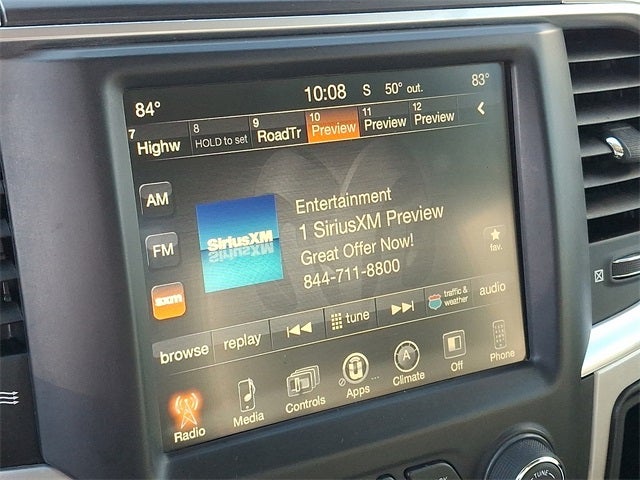 84° 10:08 S 50° out. 83°
7 Highw 8 HOLD to set 9 RoadTr 10 Preview 11 Preview 12 Preview
AM
FM
sxm
SiriusXM
Entertainment
1 SiriusXM Preview
Great Offer Now!
844-711-8800
fav.
browse replay tune traffic & weather audio
Radio Media Controls Apps Climate Off Phone
TUNE